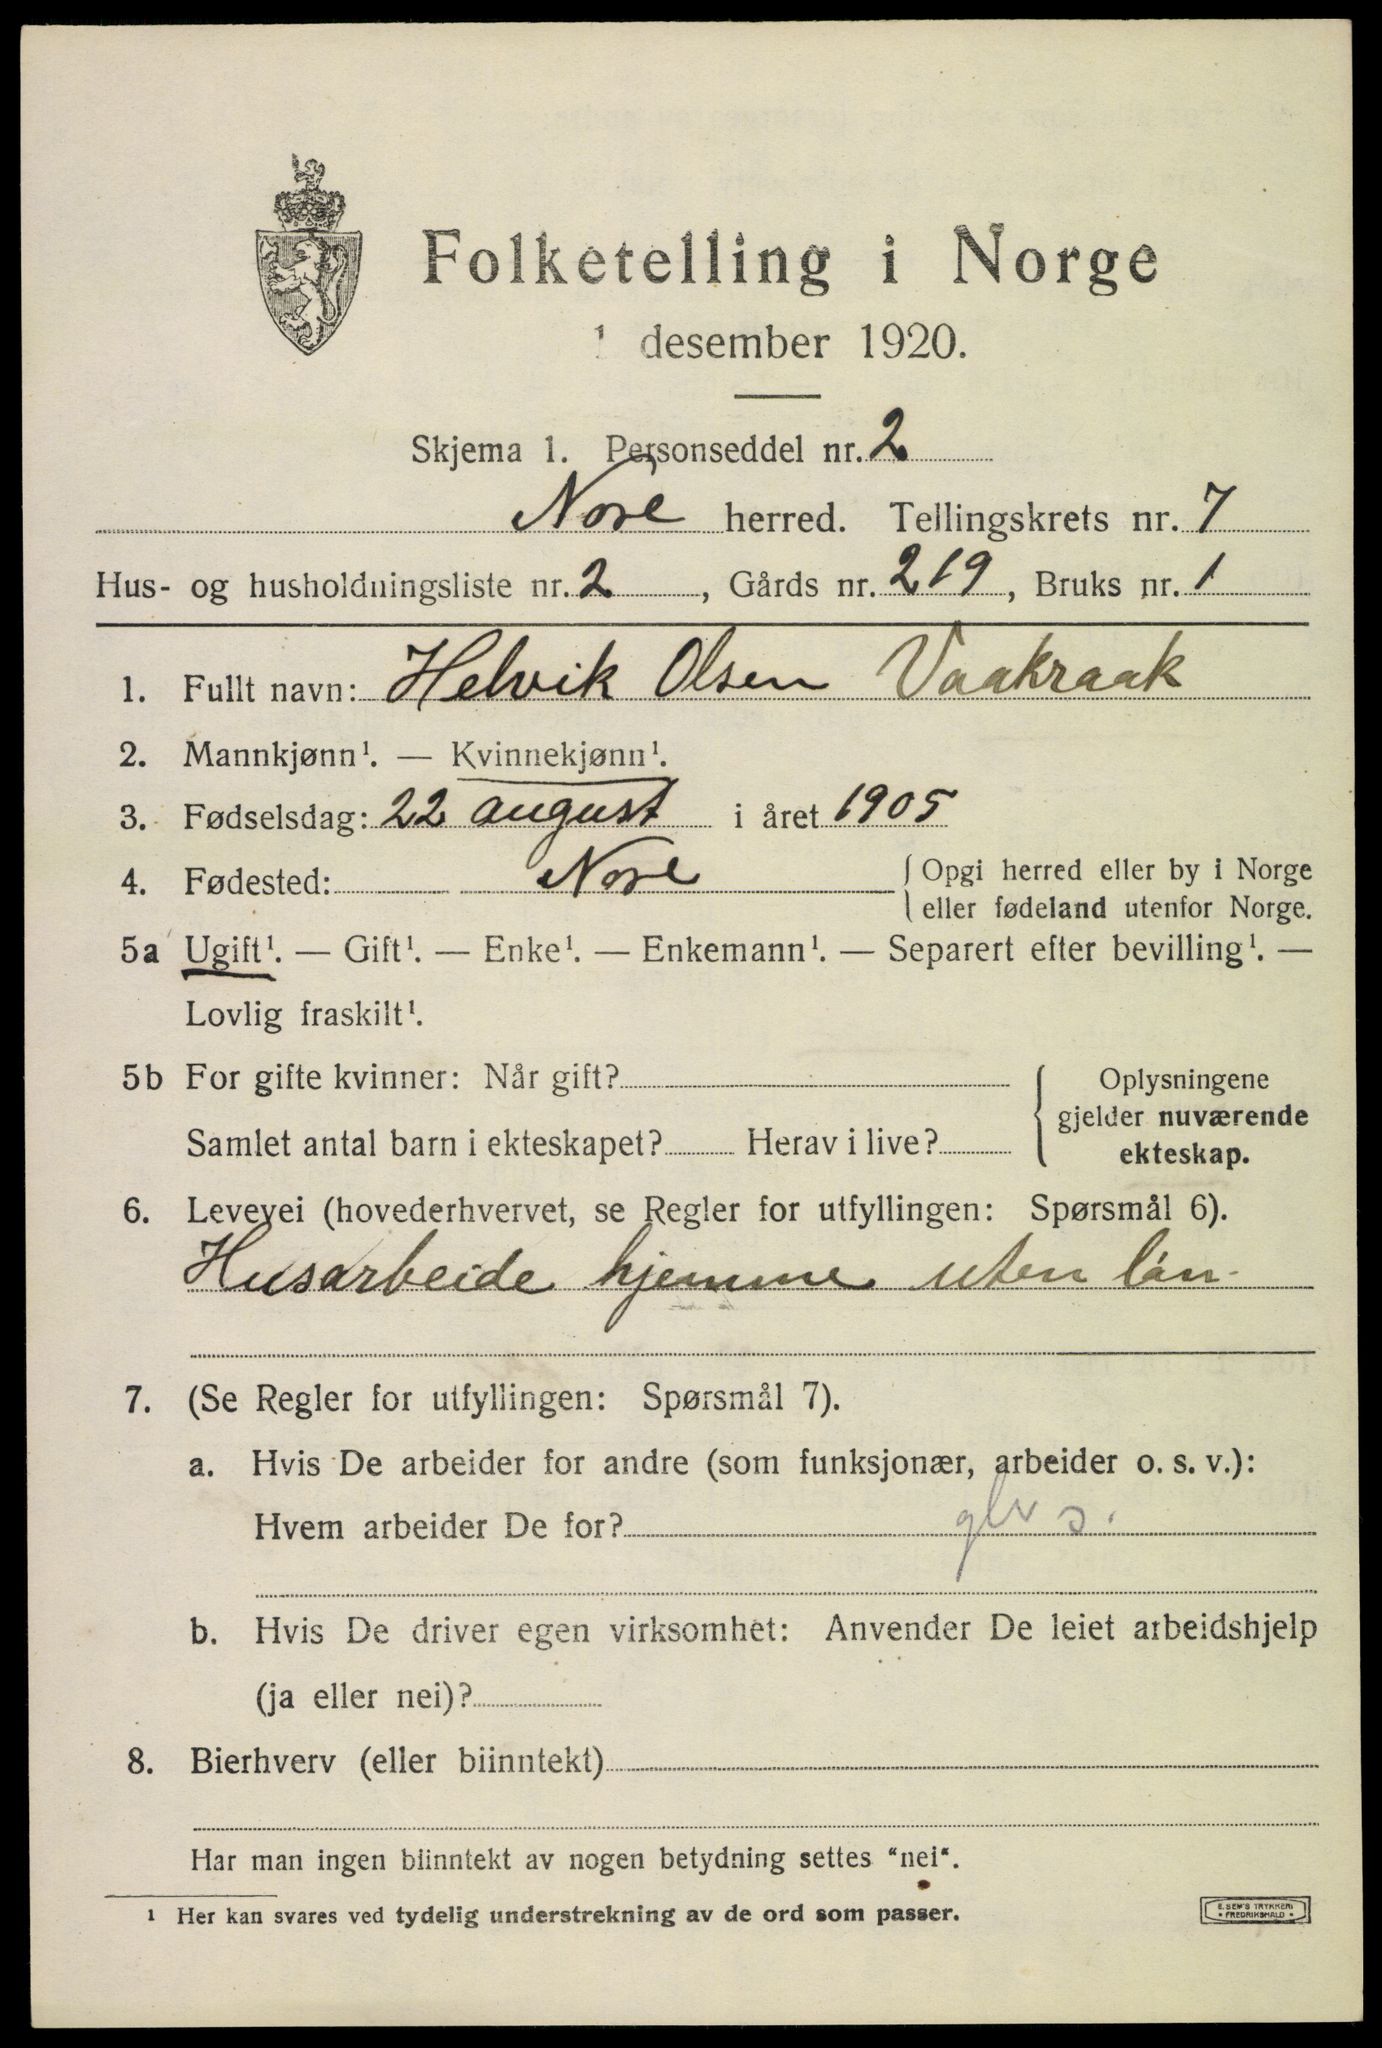 Folketelling i Norge
1 desember 1920.
Skjema 1. Personseddel nr. 2
Nore herred. Tellingskrets nr. 7
Hus- og husholdningsliste nr. 2, Gårds nr. 219, Bruks nr. 1
1. Fullt navn: Helvik Olsen Vaakraak
2. Mannkjønn¹. — Kvinnekjønn¹.
3. Fødselsdag: 22 august i året 1905
4. Fødested: Nore { Opgi herred eller by i Norge
eller fødeland utenfor Norge.
5a Ugift¹. — Gift¹. — Enke¹. — Enkemann¹. — Separert efter bevilling¹. —
Lovlig fraskilt¹.
5b For gifte kvinner: Når gift?
Samlet antal barn i ekteskapet? Herav i live?
{ Oplysningene
gjelder nuværende
ekteskap.
6. Levevei (hovederhvervet, se Regler for utfyllingen: Spørsmål 6).
Husarbeide hjemme uten løn
7. (Se Regler for utfyllingen: Spørsmål 7).
a. Hvis De arbeider for andre (som funksjonær, arbeider o. s. v.):
Hvem arbeider De for?
b. Hvis De driver egen virksomhet: Anvender De leiet arbeidshjelp
(ja eller nei)?
8. Bierhverv (eller biinntekt)
Har man ingen biinntekt av nogen betydning settes "nei".
¹ Her kan svares ved tydelig understrekning av de ord som passer.
E. SEM'S TRYKKERI
* FREDRIKSHALD *